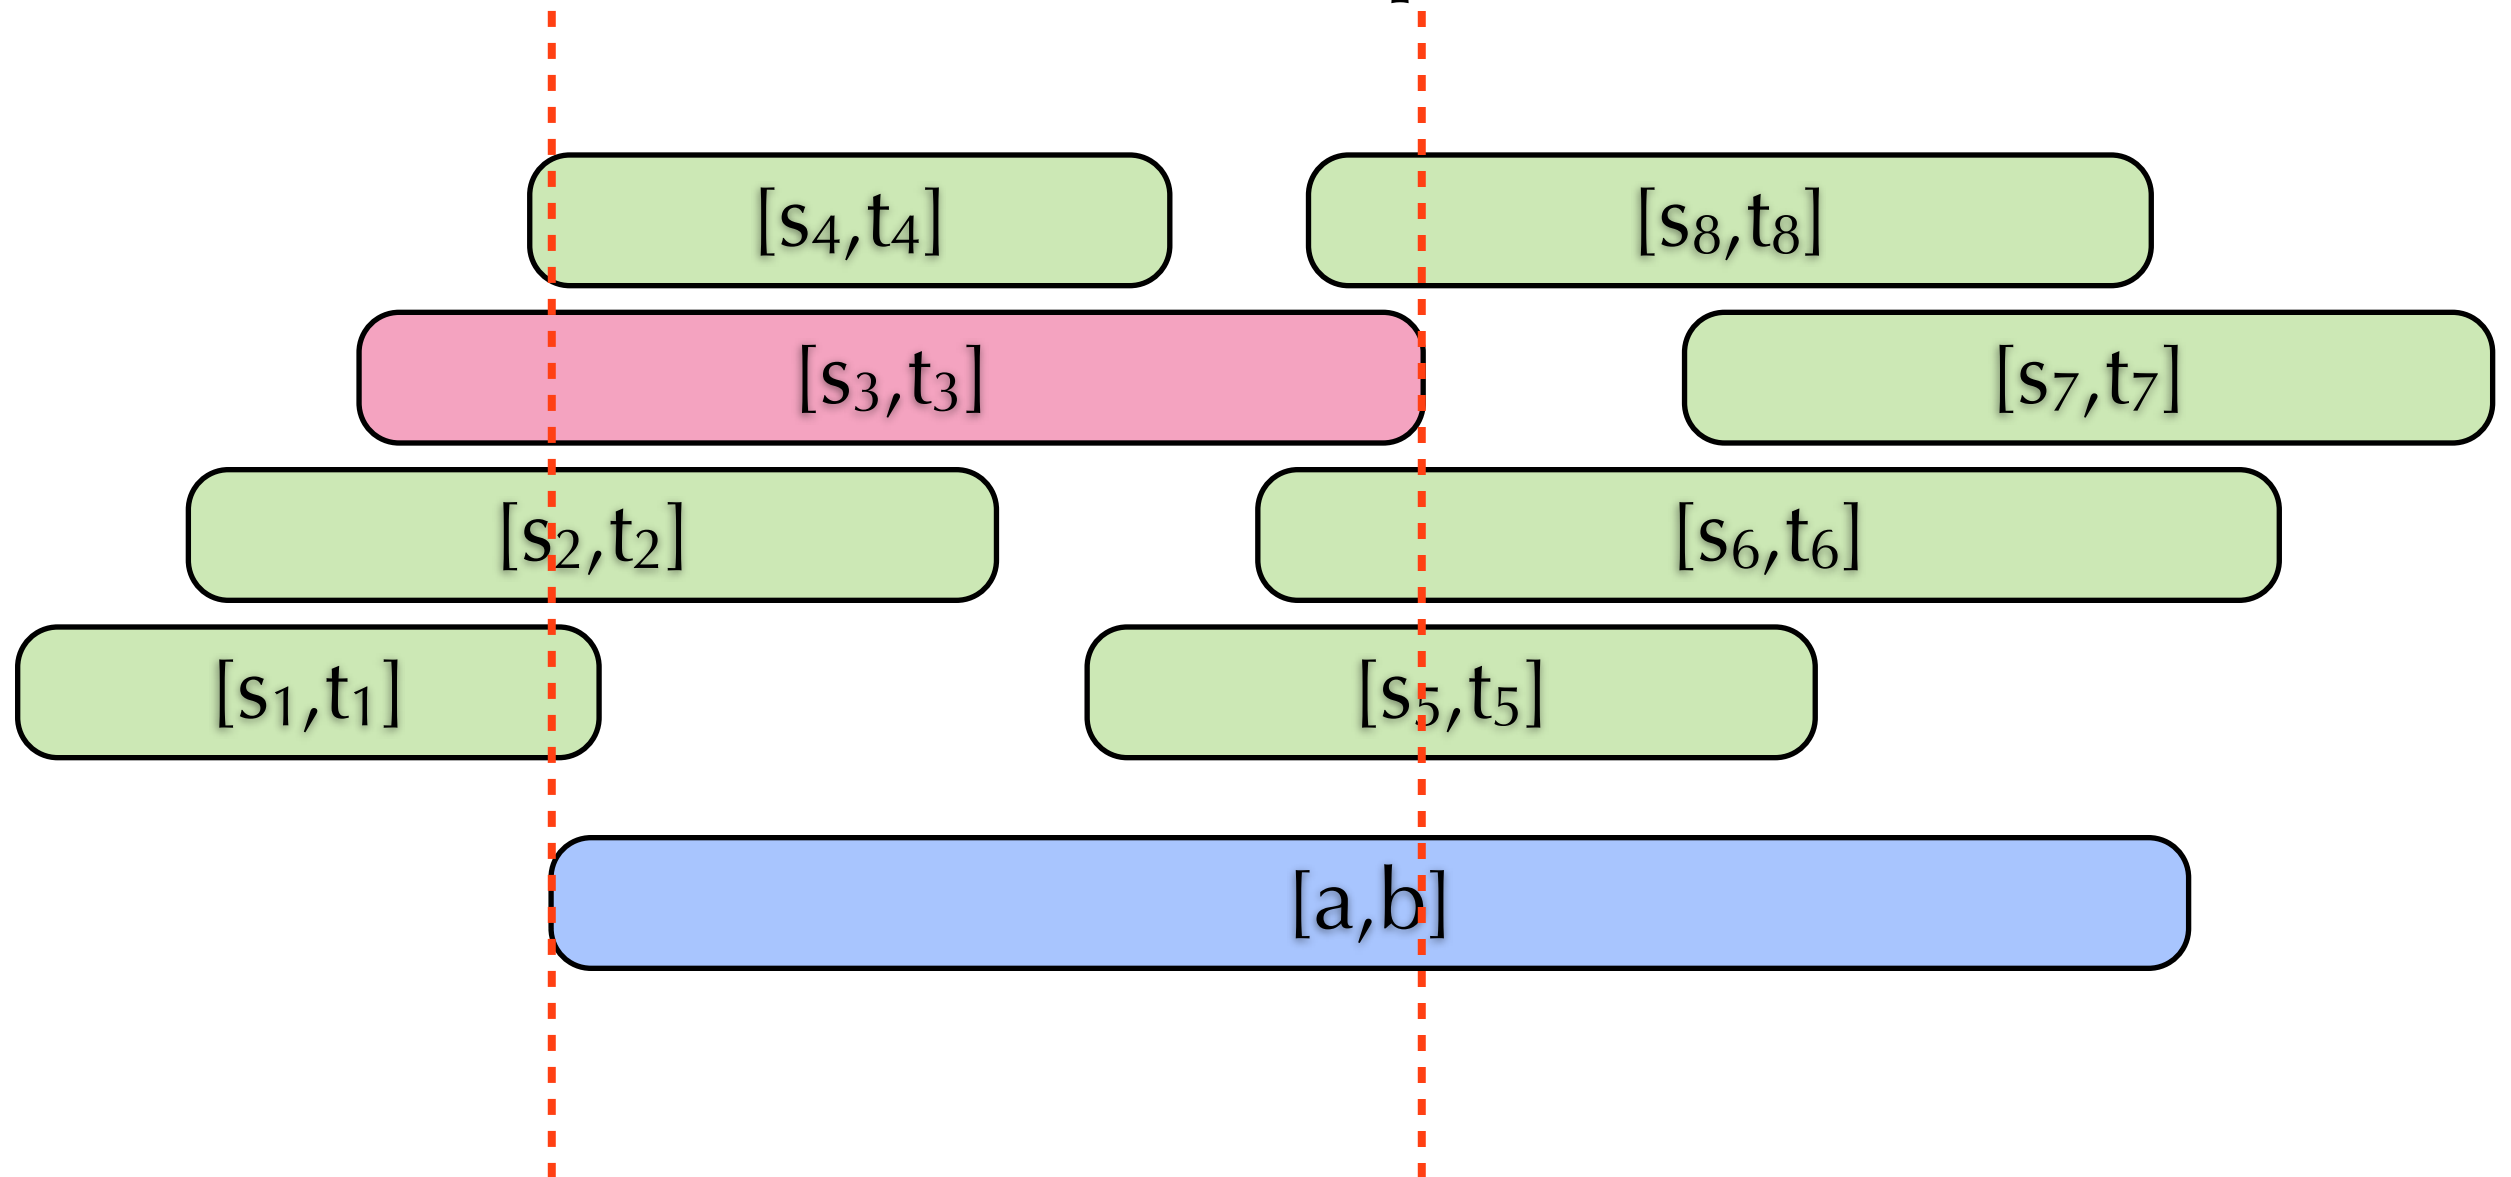 [s₄,t₄] [s₈,t₈]
[s₃,t₃] [s₇,t₇]
[s₂,t₂] [s₆,t₆]
[s₁,t₁] [s₅,t₅]
[a,b]